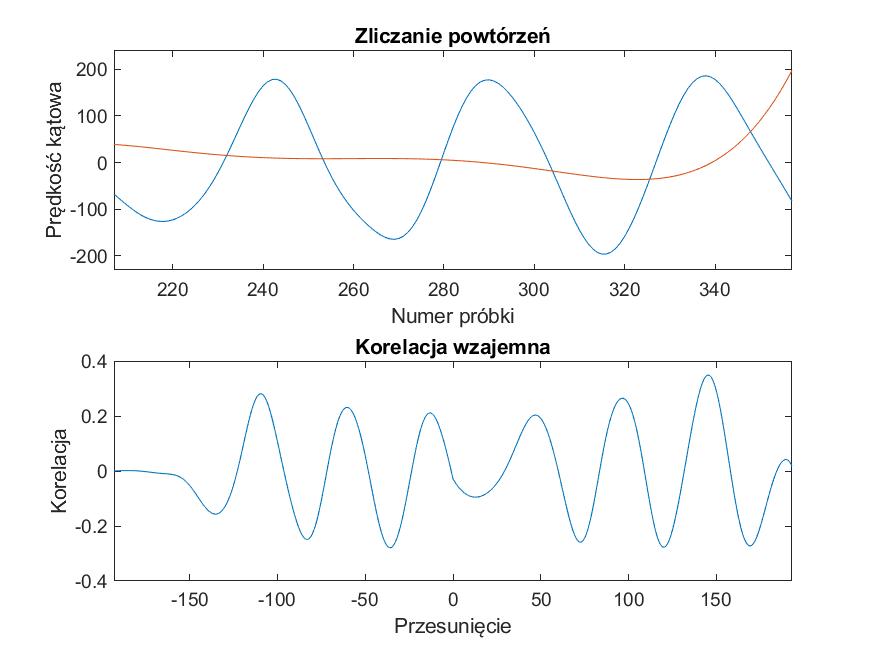 Zliczanie powtórzeń
200
100
0
-100
-200
Prędkość kątowa
220 240 260 280 300 320 340
Numer próbki
Korelacja wzajemna
0.4
0.2
0
-0.2
-0.4
Korelacja
-150 -100 -50 0 50 100 150
Przesunięcie